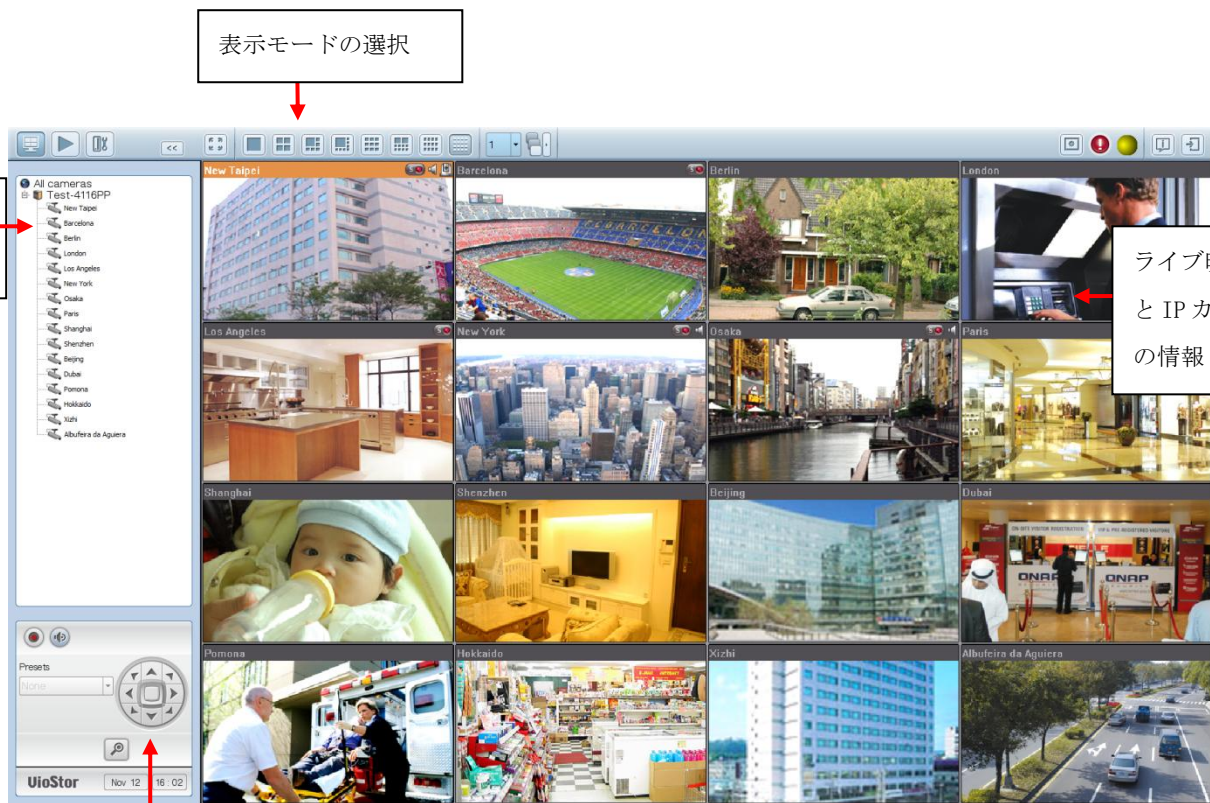 表示モードの選択
<<
1
New Taipei
Barcelona
Berlin
London
All cameras
Test-4116PP
New Taipei
Barcelona
Berlin
London
Los Angeles
New York
Osaka
Paris
Shanghai
Shenzhen
Beijing
Dubai
Pomona
Hokkaido
Xizhi
Albufeira da Aguiera
ライブ
と IP カ
の情報
Los Angeles
New York
Osaka
Paris
Shanghai
Shenzhen
Beijing
Dubai
QNAP
QNAP
Pomona
Hokkaido
Xizhi
Albufeira da Aguiera
Presets
None
VioStor
Nov 12
16 : 02